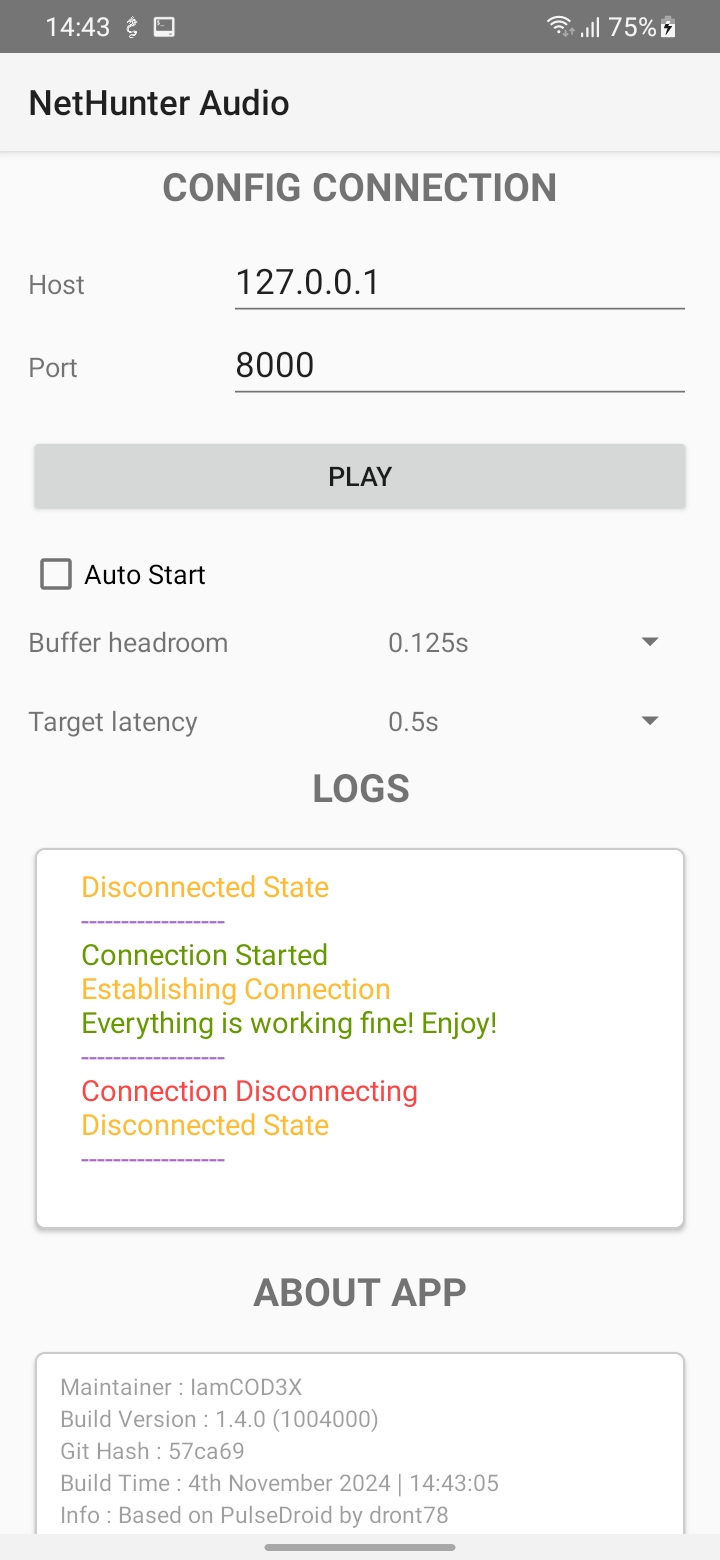 14:43 75%
NetHunter Audio
CONFIG CONNECTION
Host 127.0.0.1
Port 8000
PLAY
Auto Start
Buffer headroom 0.125s
Target latency 0.5s
LOGS
Disconnected State
------------------
Connection Started
Establishing Connection
Everything is working fine! Enjoy!
------------------
Connection Disconnecting
Disconnected State
------------------
ABOUT APP
Maintainer : IamCOD3X
Build Version : 1.4.0 (1004000)
Git Hash : 57ca69
Build Time : 4th November 2024 | 14:43:05
Info : Based on PulseDroid by dront78